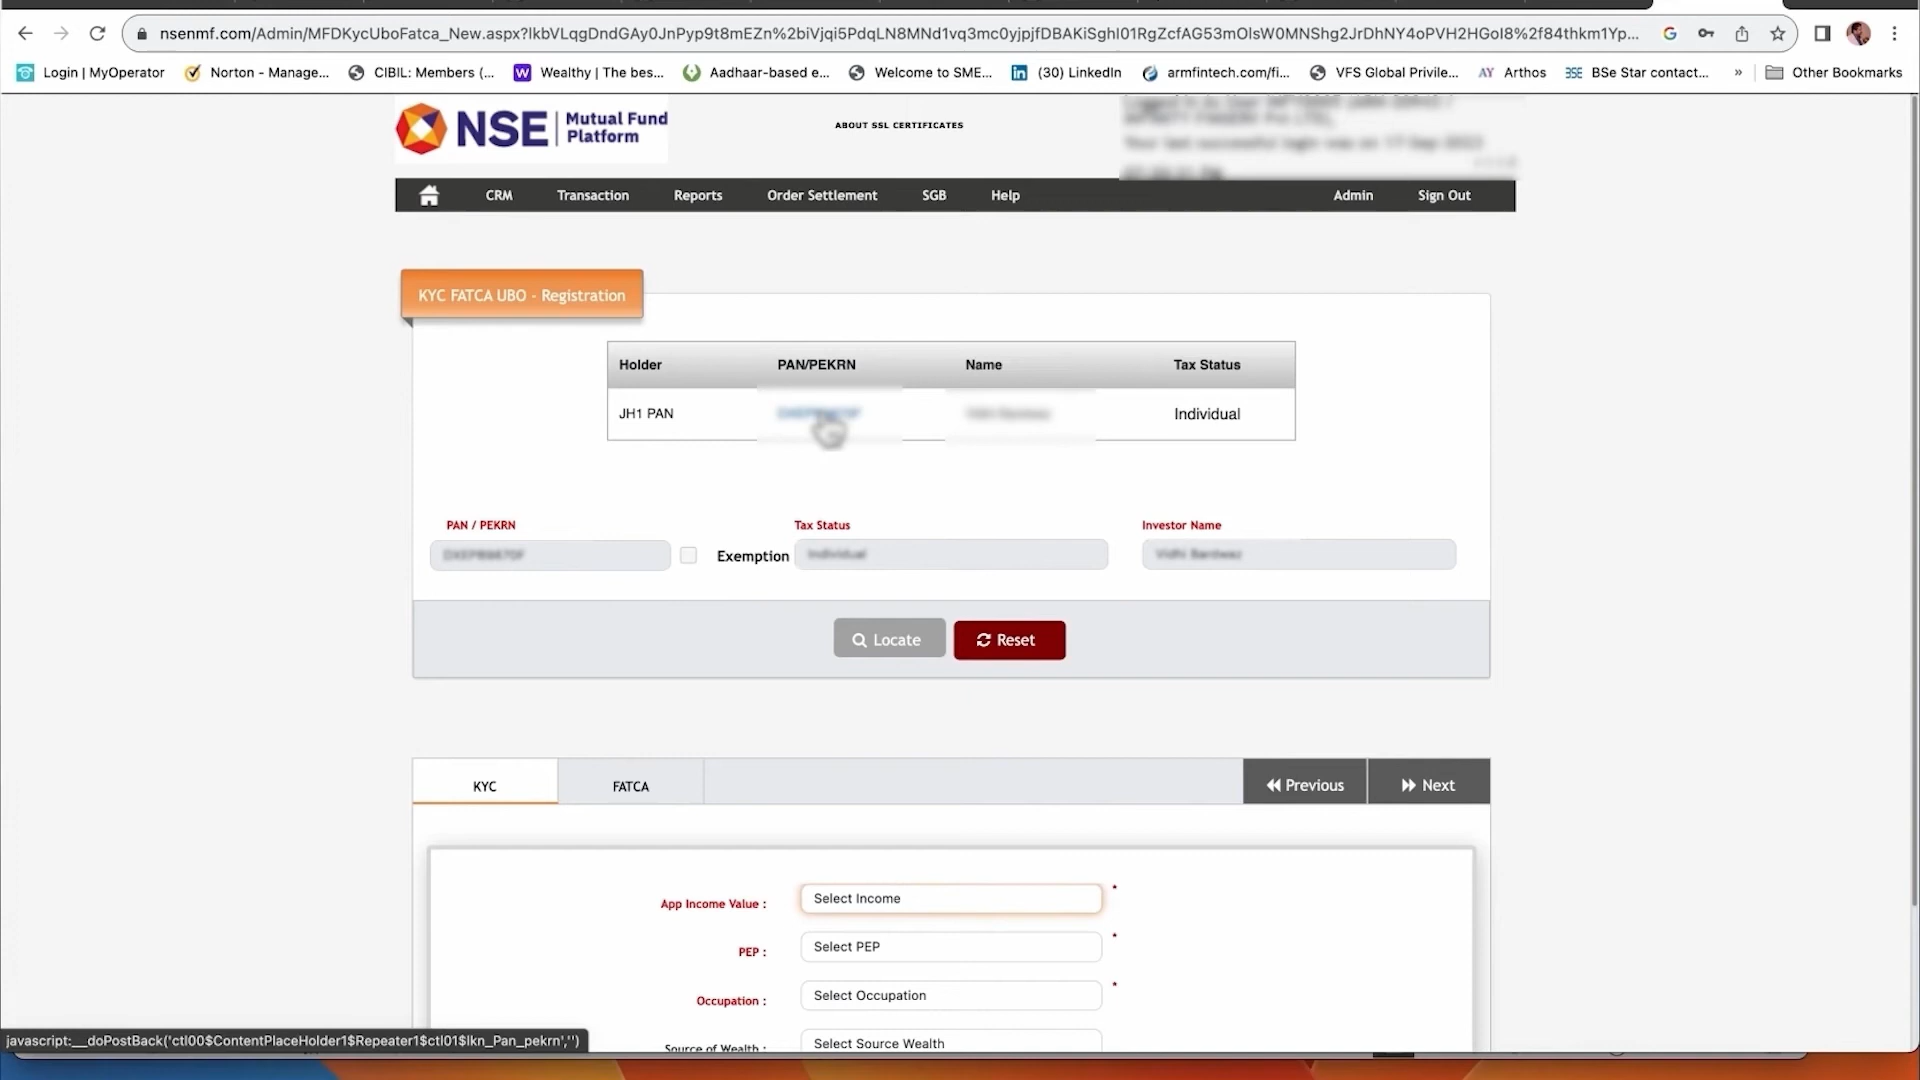 nsenmf.com/Admin/MFDKycUboFatca_New.aspx?lkbVLqgDndGAy0JnPyp9t8mEZn%2biVjqi5PdqLN8MNd1vq3mc0yjpjfDBAKiSghl01RgZcfAG53mOlsW0MNShg2JrDhNY4oPVH2HGol8%2f84thkm1Yp...
Login | MyOperator Norton - Manage... CIBIL: Members (... Wealthy | The bes... Aadhaar-based e... Welcome to SME... (30) LinkedIn armfintech.com/fi... VFS Global Privile... AY Arthos BSE BSe Star contact... » Other Bookmarks
NSE Mutual Fund
Platform
ABOUT SSL CERTIFICATES
CRM Transaction Reports Order Settlement SGB Help Admin Sign Out
KYC FATCA UBO - Registration
Holder PAN/PEKRN Name Tax Status
JH1 PAN Individual
PAN / PEKRN Tax Status Investor Name
Exemption Individual
Locate Reset
KYC FATCA Previous Next
App Income Value : Select Income *
PEP : Select PEP *
Occupation : Select Occupation *
Source of Wealth : Select Source Wealth
javascript:__doPostBack('ctl00$ContentPlaceHolder1$Repeater1$ctl01$lkn_Pan_pekrn','')